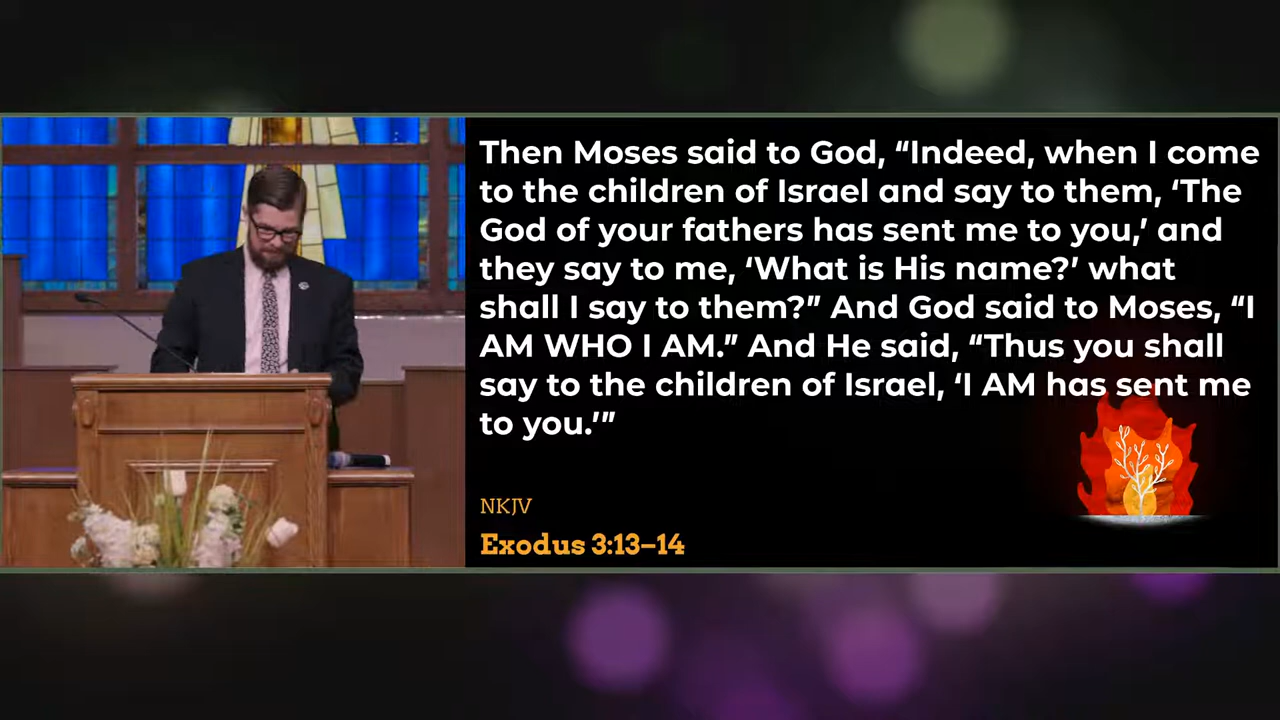 Then Moses said to God, “Indeed, when I come
to the children of Israel and say to them, ‘The
God of your fathers has sent me to you,’ and
they say to me, ‘What is His name?’ what
shall I say to them?” And God said to Moses, “I
AM WHO I AM.” And He said, “Thus you shall
say to the children of Israel, ‘I AM has sent me
to you.’”
NKJV
Exodus 3:13–14